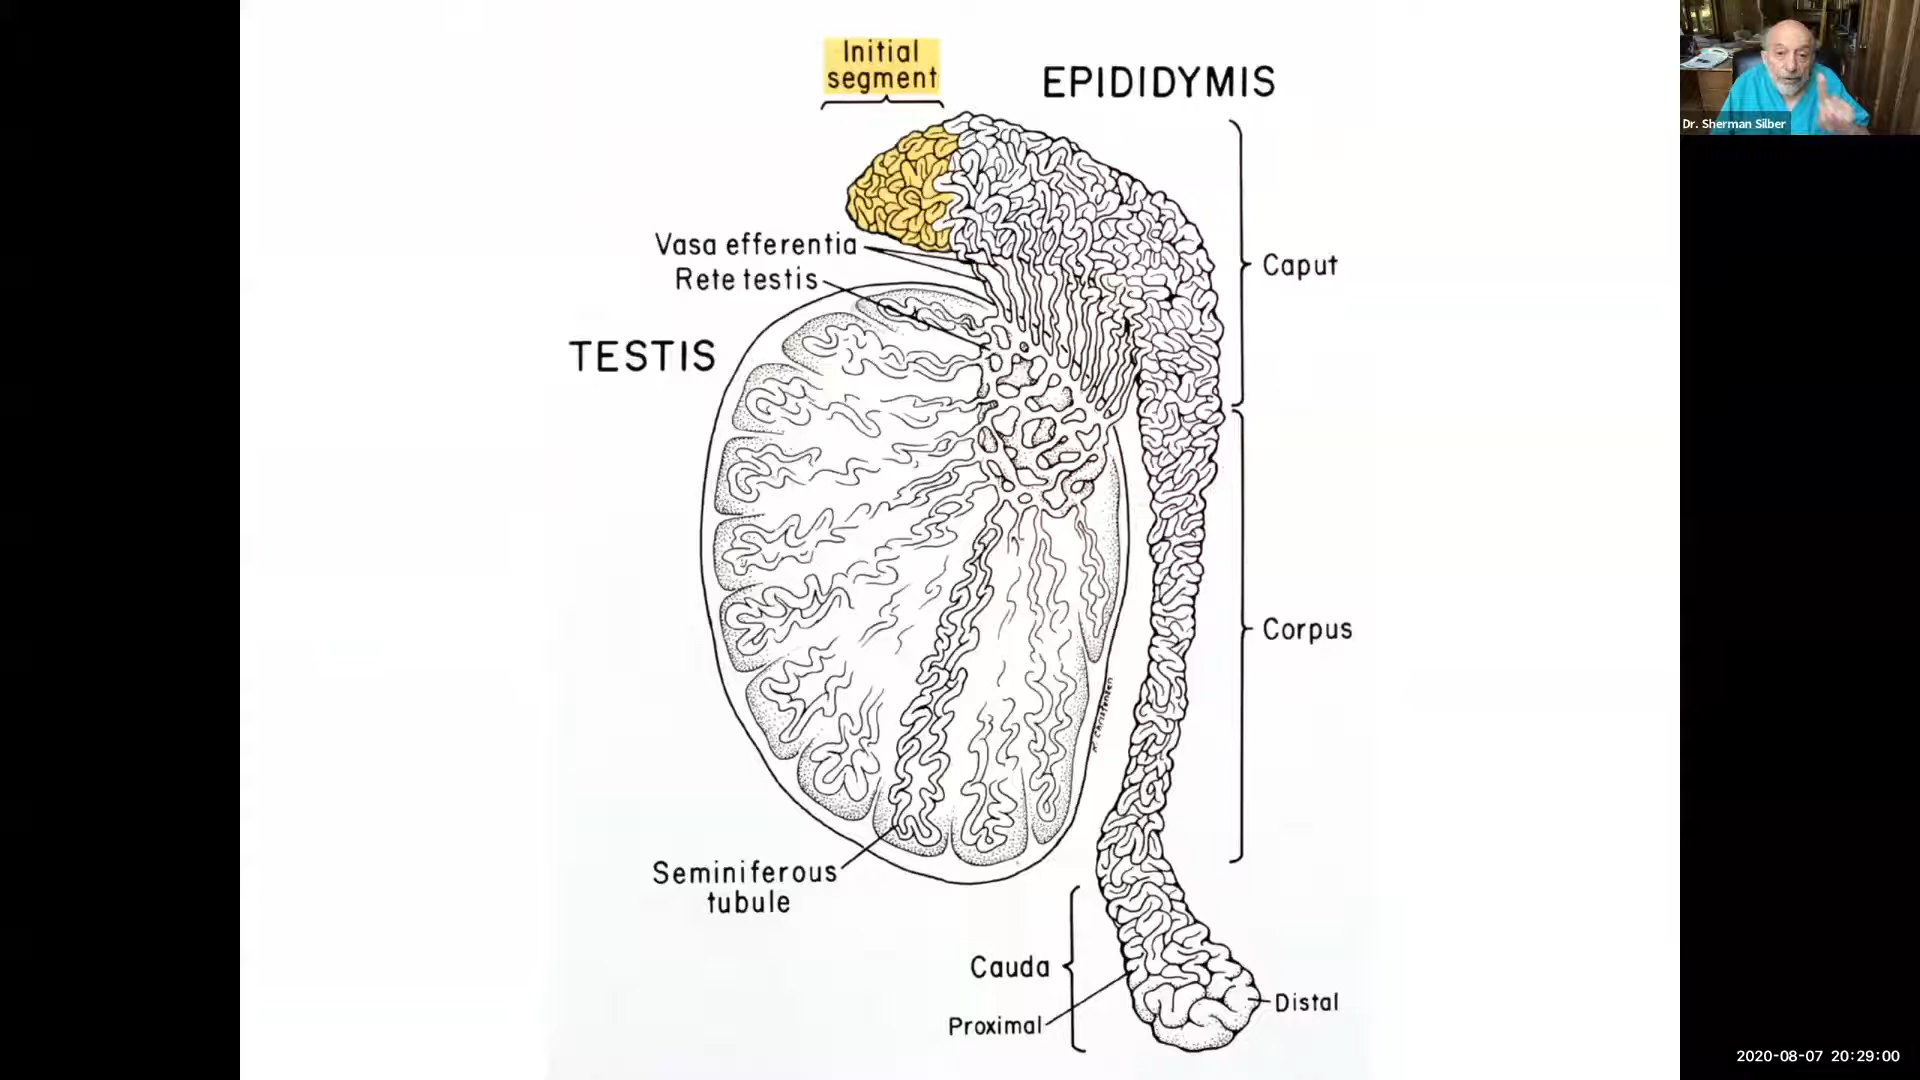 Initial
segment
EPIDIDYMIS
Vasa efferentia
Rete testis
Caput
TESTIS
Corpus
Seminiferous
tubule
Cauda
Proximal
Distal
Dr. Sherman Silber
2020-08-07 20:29:00